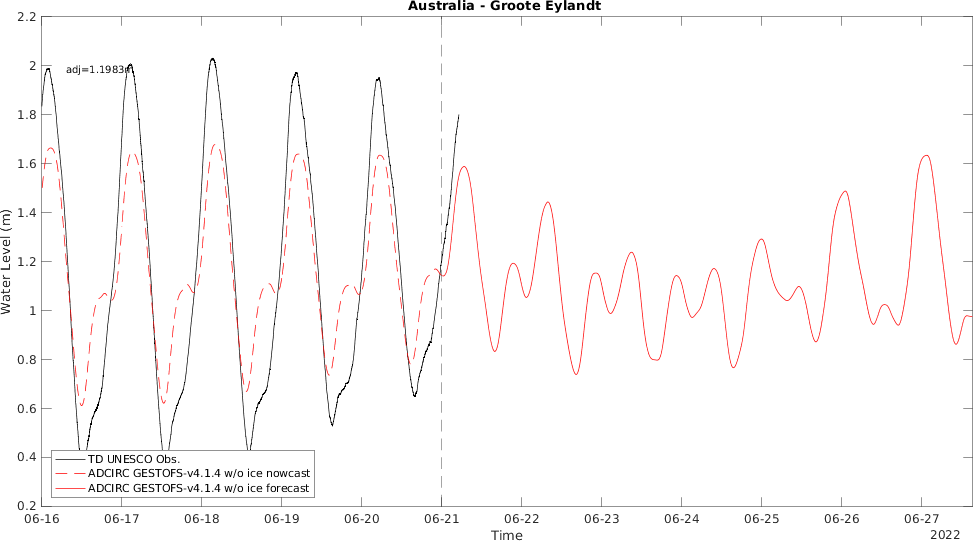 Australia - Groote Eylandt
2.2
2
1.8
1.6
1.4
1.2
1
0.8
0.6
0.4
0.2
Water Level (m)
adj=1.1983m
TD UNESCO Obs.
ADCIRC GESTOFS-v4.1.4 w/o ice nowcast
ADCIRC GESTOFS-v4.1.4 w/o ice forecast
06-16 06-17 06-18 06-19 06-20 06-21 06-22 06-23 06-24 06-25 06-26 06-27
Time
2022